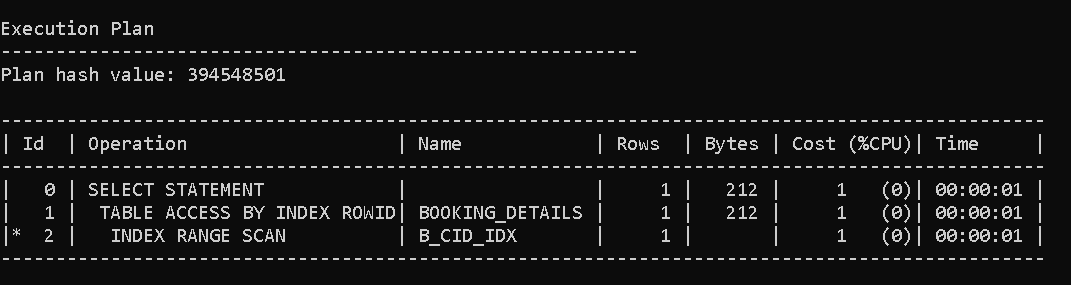 Execution Plan
----------------------------------------------------------
Plan hash value: 394548501
-----------------------------------------------------------------------------------------------
| Id  | Operation                   | Name            | Rows  | Bytes | Cost (%CPU)| Time     |
-----------------------------------------------------------------------------------------------
|   0 | SELECT STATEMENT            |                 |     1 |   212 |     1   (0)| 00:00:01 |
|   1 |  TABLE ACCESS BY INDEX ROWID| BOOKING_DETAILS |     1 |   212 |     1   (0)| 00:00:01 |
|*  2 |   INDEX RANGE SCAN          | B_CID_IDX       |     1 |       |     1   (0)| 00:00:01 |
-----------------------------------------------------------------------------------------------